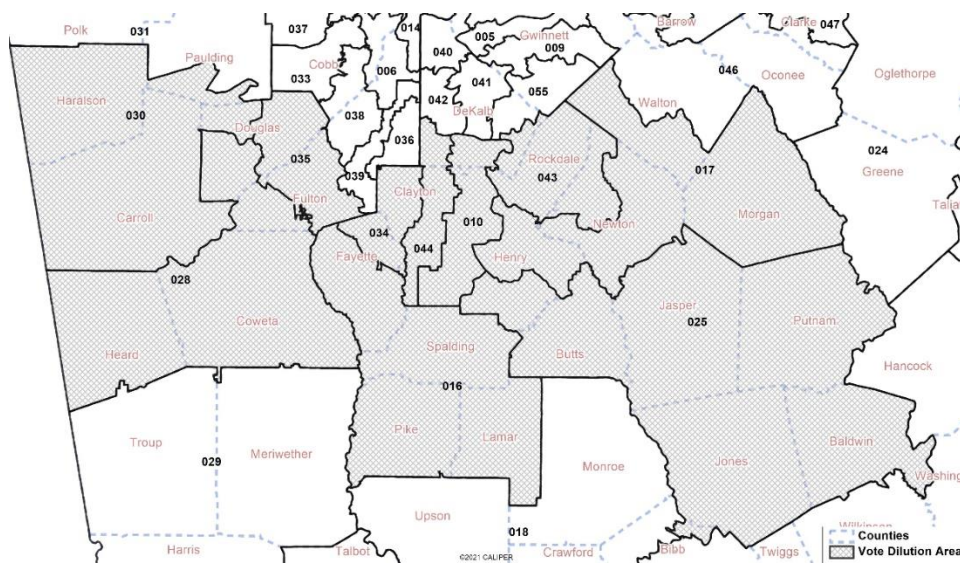 Polk
031
037
014
040
005
Gwinnett
009
Barrow
Clarke
047
Paulding
Cobb
033
006
041
046
Oconee
Oglethorpe
Haralson
030
042
055
DeKalb
Walton
Douglas
038
036
024
035
Rockdale
043
017
Greene
039
Carroll
Fulton
Clayton
010
Morgan
Talia
034
Newton
Fayette
044
Henry
028
Coweta
Jasper
025
Putnam
Heard
Spalding
Butts
Hancock
016
Troup
029
Meriwether
Pike
Lamar
Monroe
Jones
Baldwin
Washing
Upson
018
Harris
Talbot
©2021 CALIPER
Crawford
Bibb
Twiggs
Counties
Vote Dilution Area